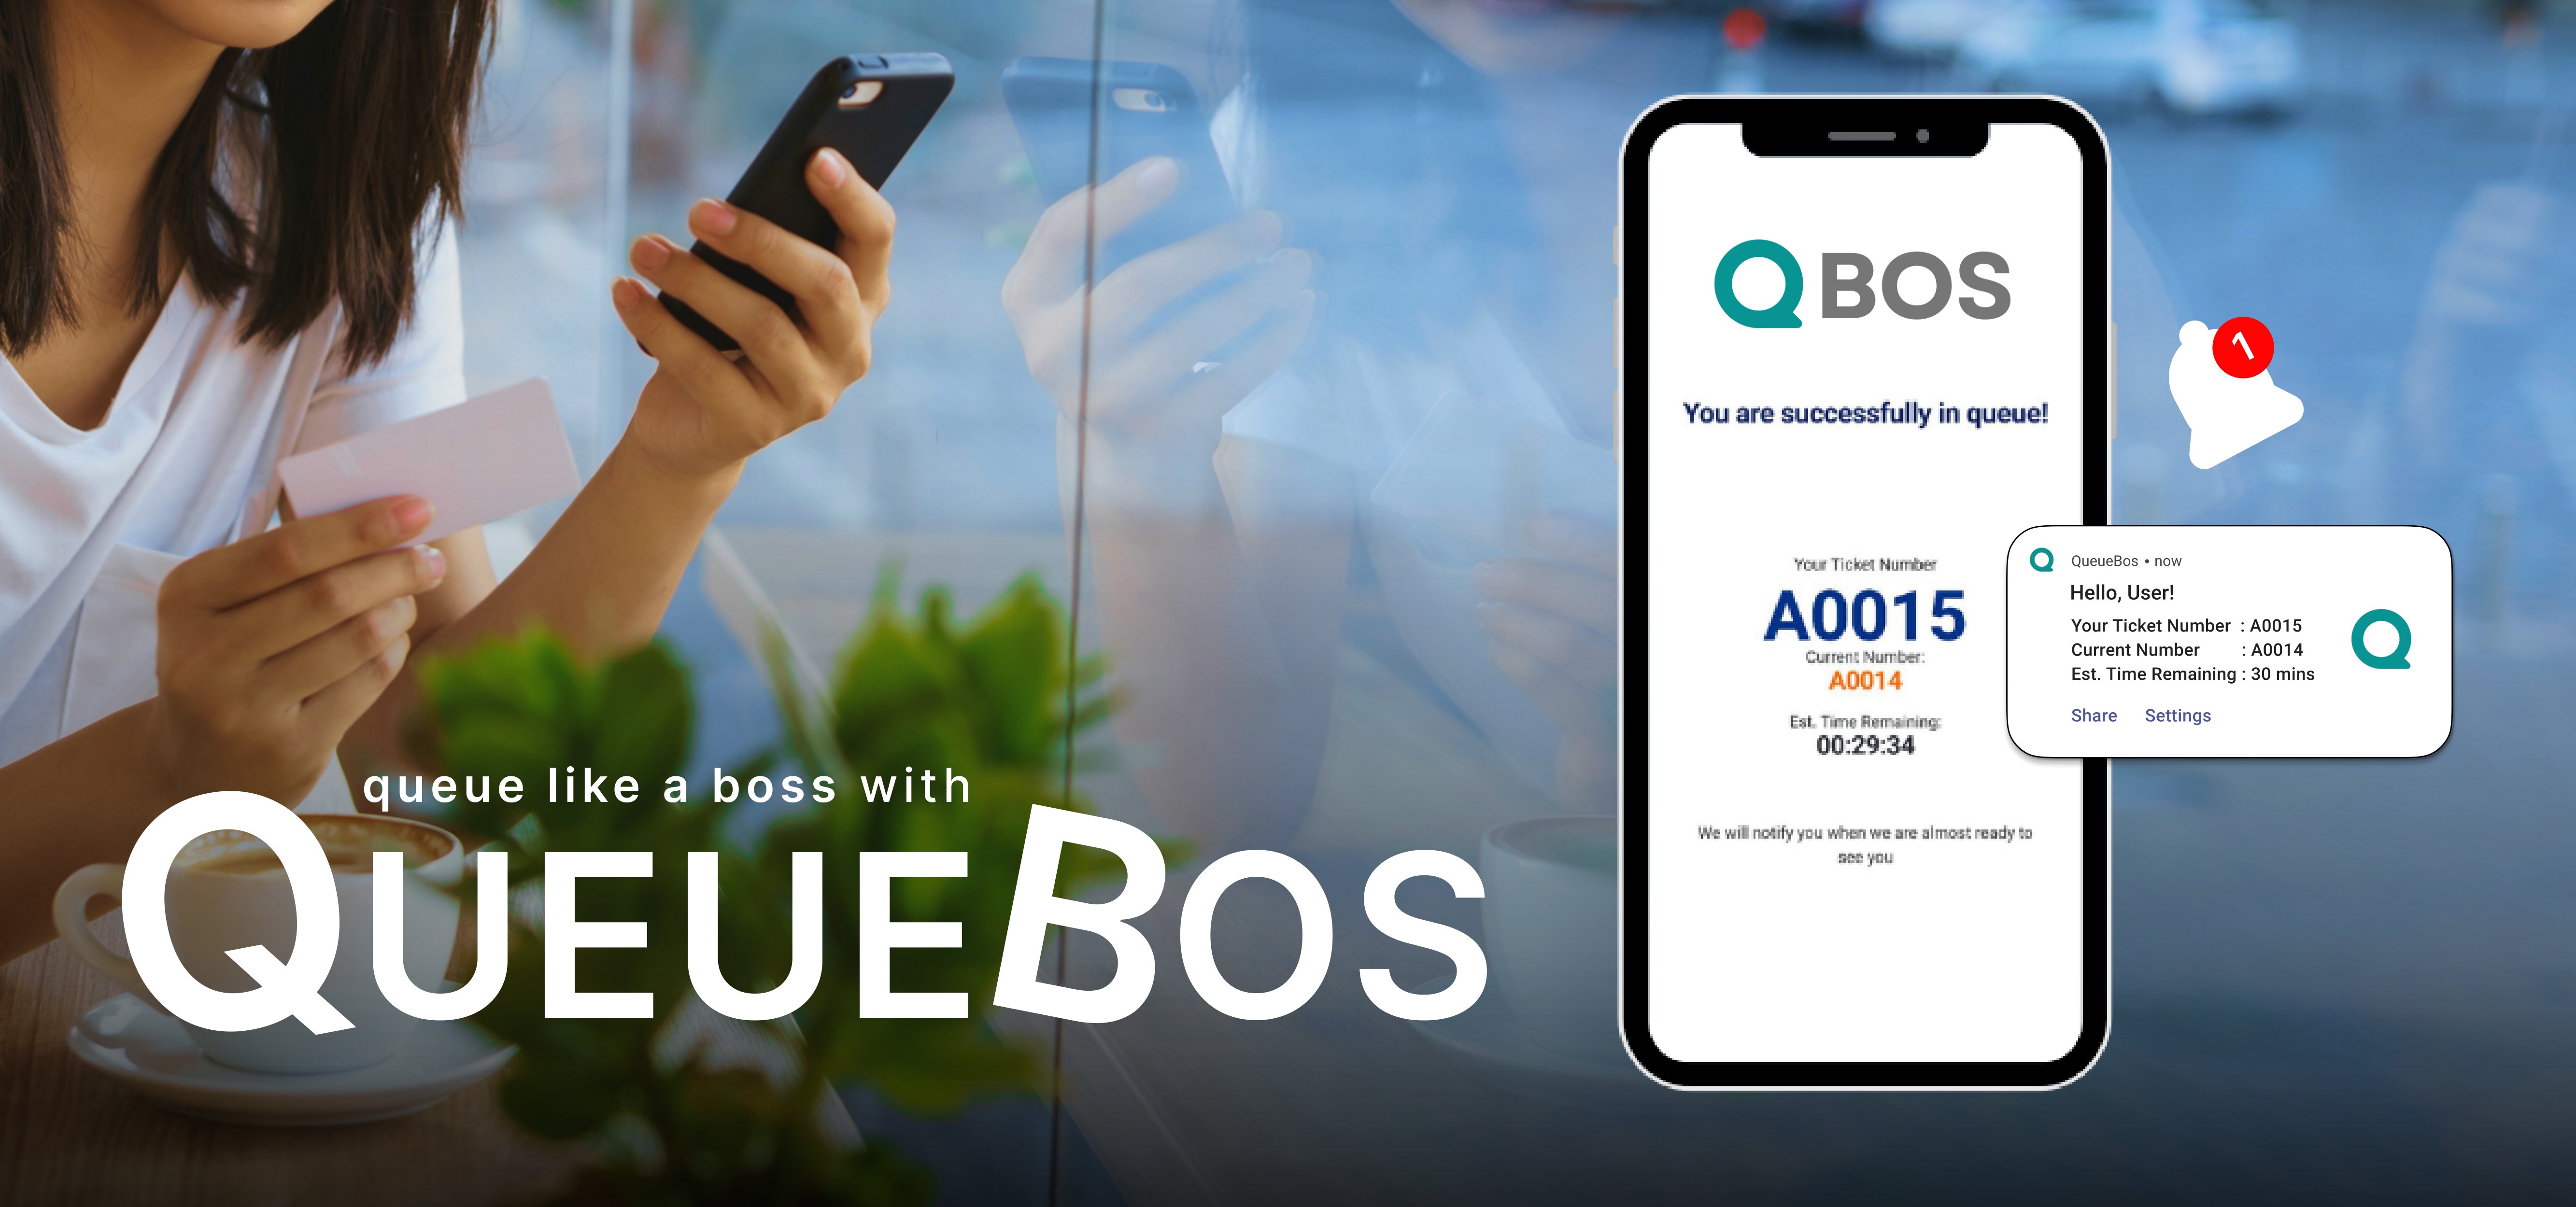 queue like a boss with
QUEUEBOS
QBOS
You are successfully in queue!
Your Ticket Number
A0015
Current Number:
A0014
Est. Time Remaining:
00:29:34
We will notify you when we are almost ready to
see you
1
QueueBos • now
Hello, User!
Your Ticket Number : A0015
Current Number : A0014
Est. Time Remaining : 30 mins
Share Settings